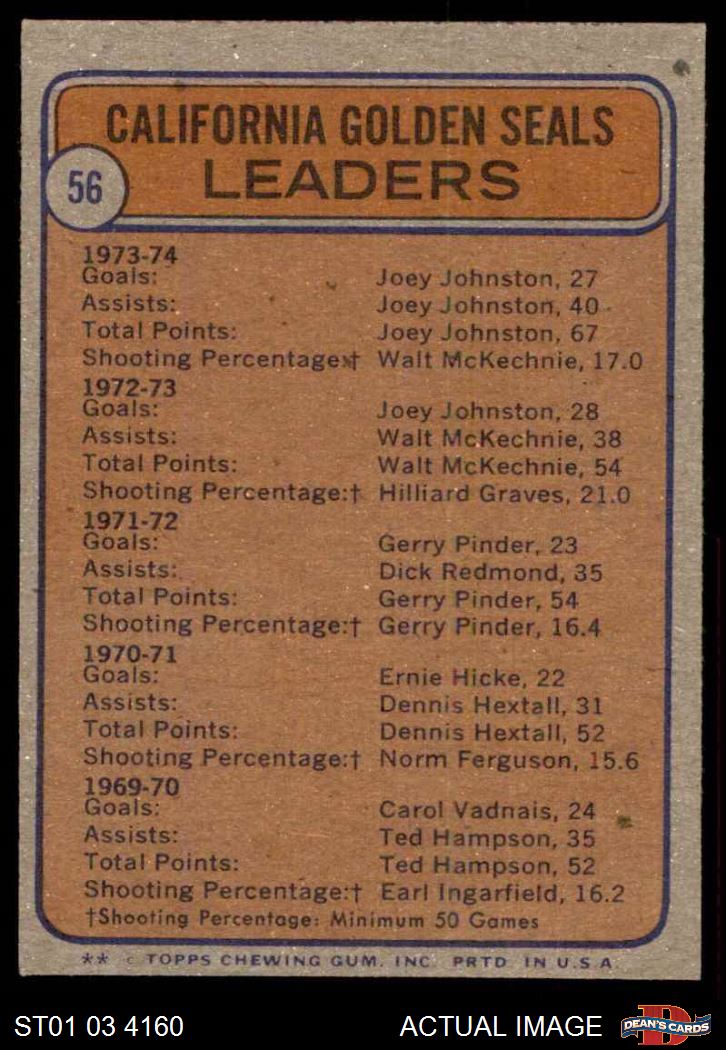 CALIFORNIA GOLDEN SEALS
LEADERS
56
1973-74
Goals: Joey Johnston, 27
Assists: Joey Johnston, 40
Total Points: Joey Johnston, 67
Shooting Percentage:† Walt McKechnie, 17.0
1972-73
Goals: Joey Johnston, 28
Assists: Walt McKechnie, 38
Total Points: Walt McKechnie, 54
Shooting Percentage:† Hilliard Graves, 21.0
1971-72
Goals: Gerry Pinder, 23
Assists: Dick Redmond, 35
Total Points: Gerry Pinder, 54
Shooting Percentage:† Gerry Pinder, 16.4
1970-71
Goals: Ernie Hicke, 22
Assists: Dennis Hextall, 31
Total Points: Dennis Hextall, 52
Shooting Percentage:† Norm Ferguson, 15.6
1969-70
Goals: Carol Vadnais, 24
Assists: Ted Hampson, 35
Total Points: Ted Hampson, 52
Shooting Percentage:† Earl Ingarfield, 16.2
†Shooting Percentage: Minimum 50 Games
** © TOPPS CHEWING GUM, INC. PRTD IN U.S.A.
ST01 03 4160 ACTUAL IMAGE
D
DEAN'S CARDS